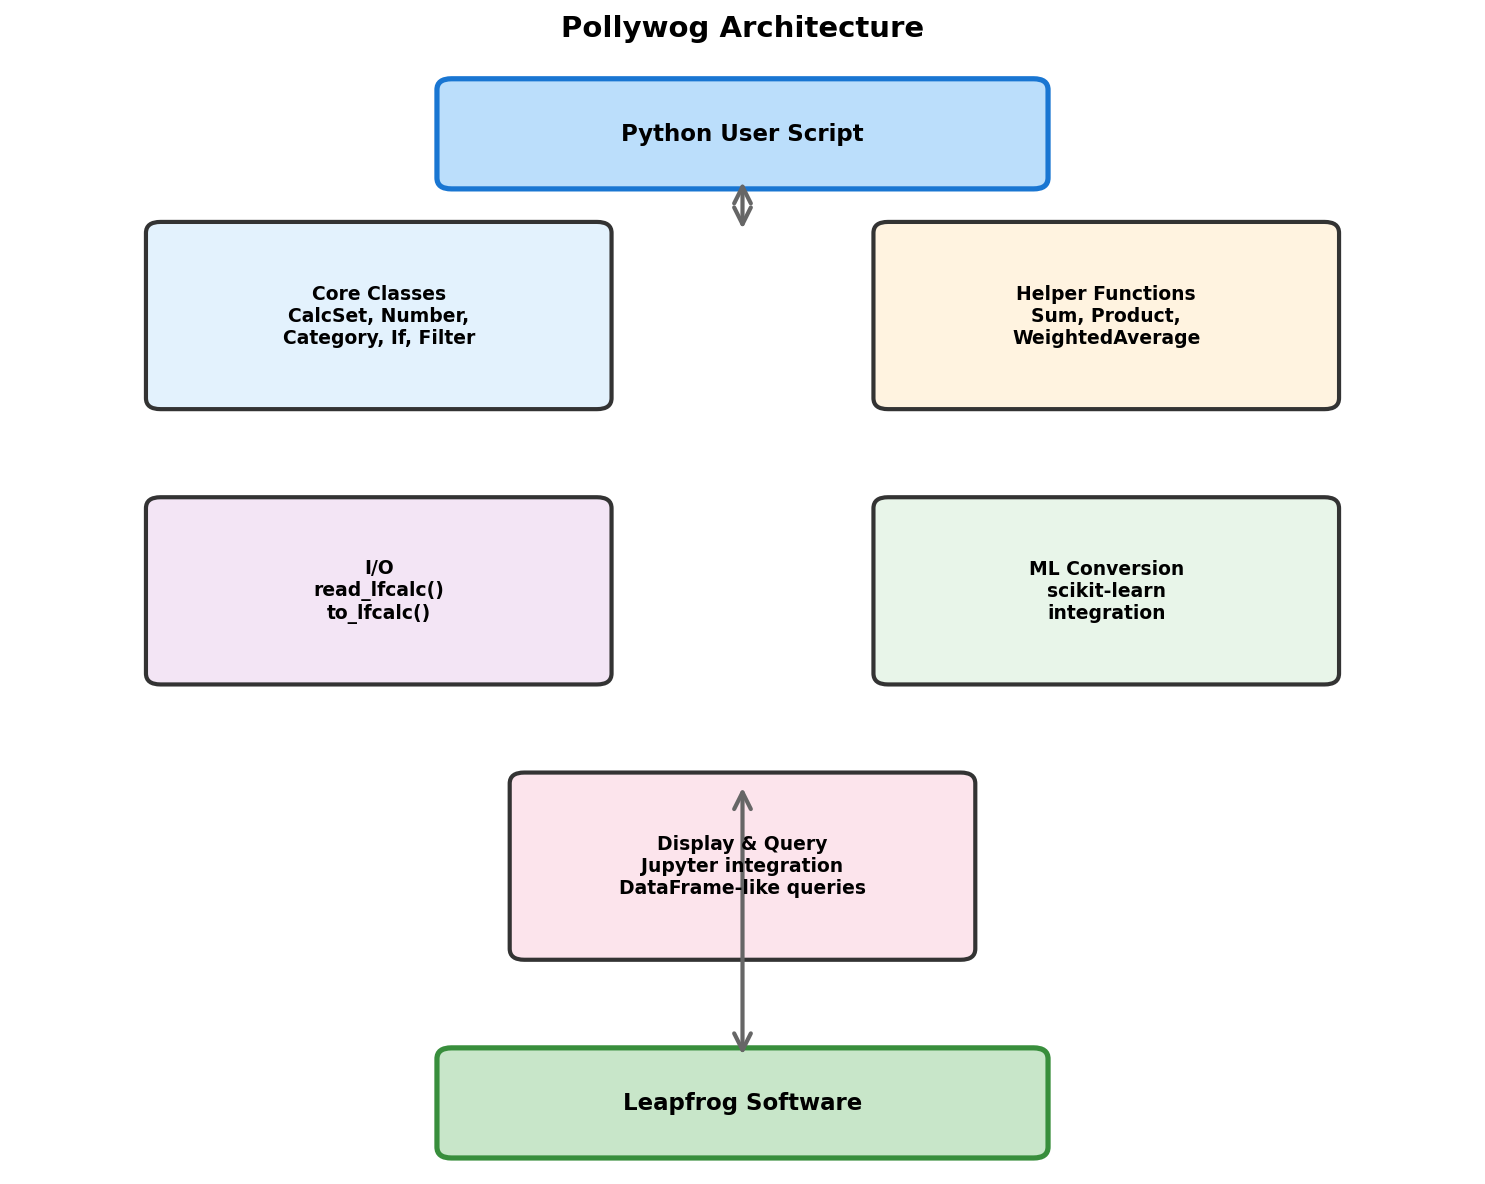 Pollywog Architecture
Python User Script
Core Classes
CalcSet, Number,
Category, If, Filter
Helper Functions
Sum, Product,
WeightedAverage
I/O
read_lfcalc()
to_lfcalc()
ML Conversion
scikit-learn
integration
Display & Query
Jupyter integration
DataFrame-like queries
Leapfrog Software